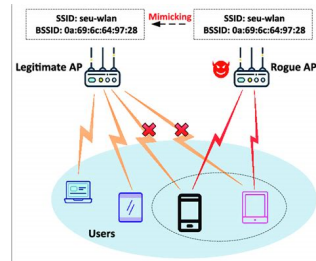 SSID: seu-wlan
BSSID: 0a:69:6c:64:97:28
Mimicking
SSID: seu-wlan
BSSID: 0a:69:6c:64:97:28
Legitimate AP
Rogue AP
Users